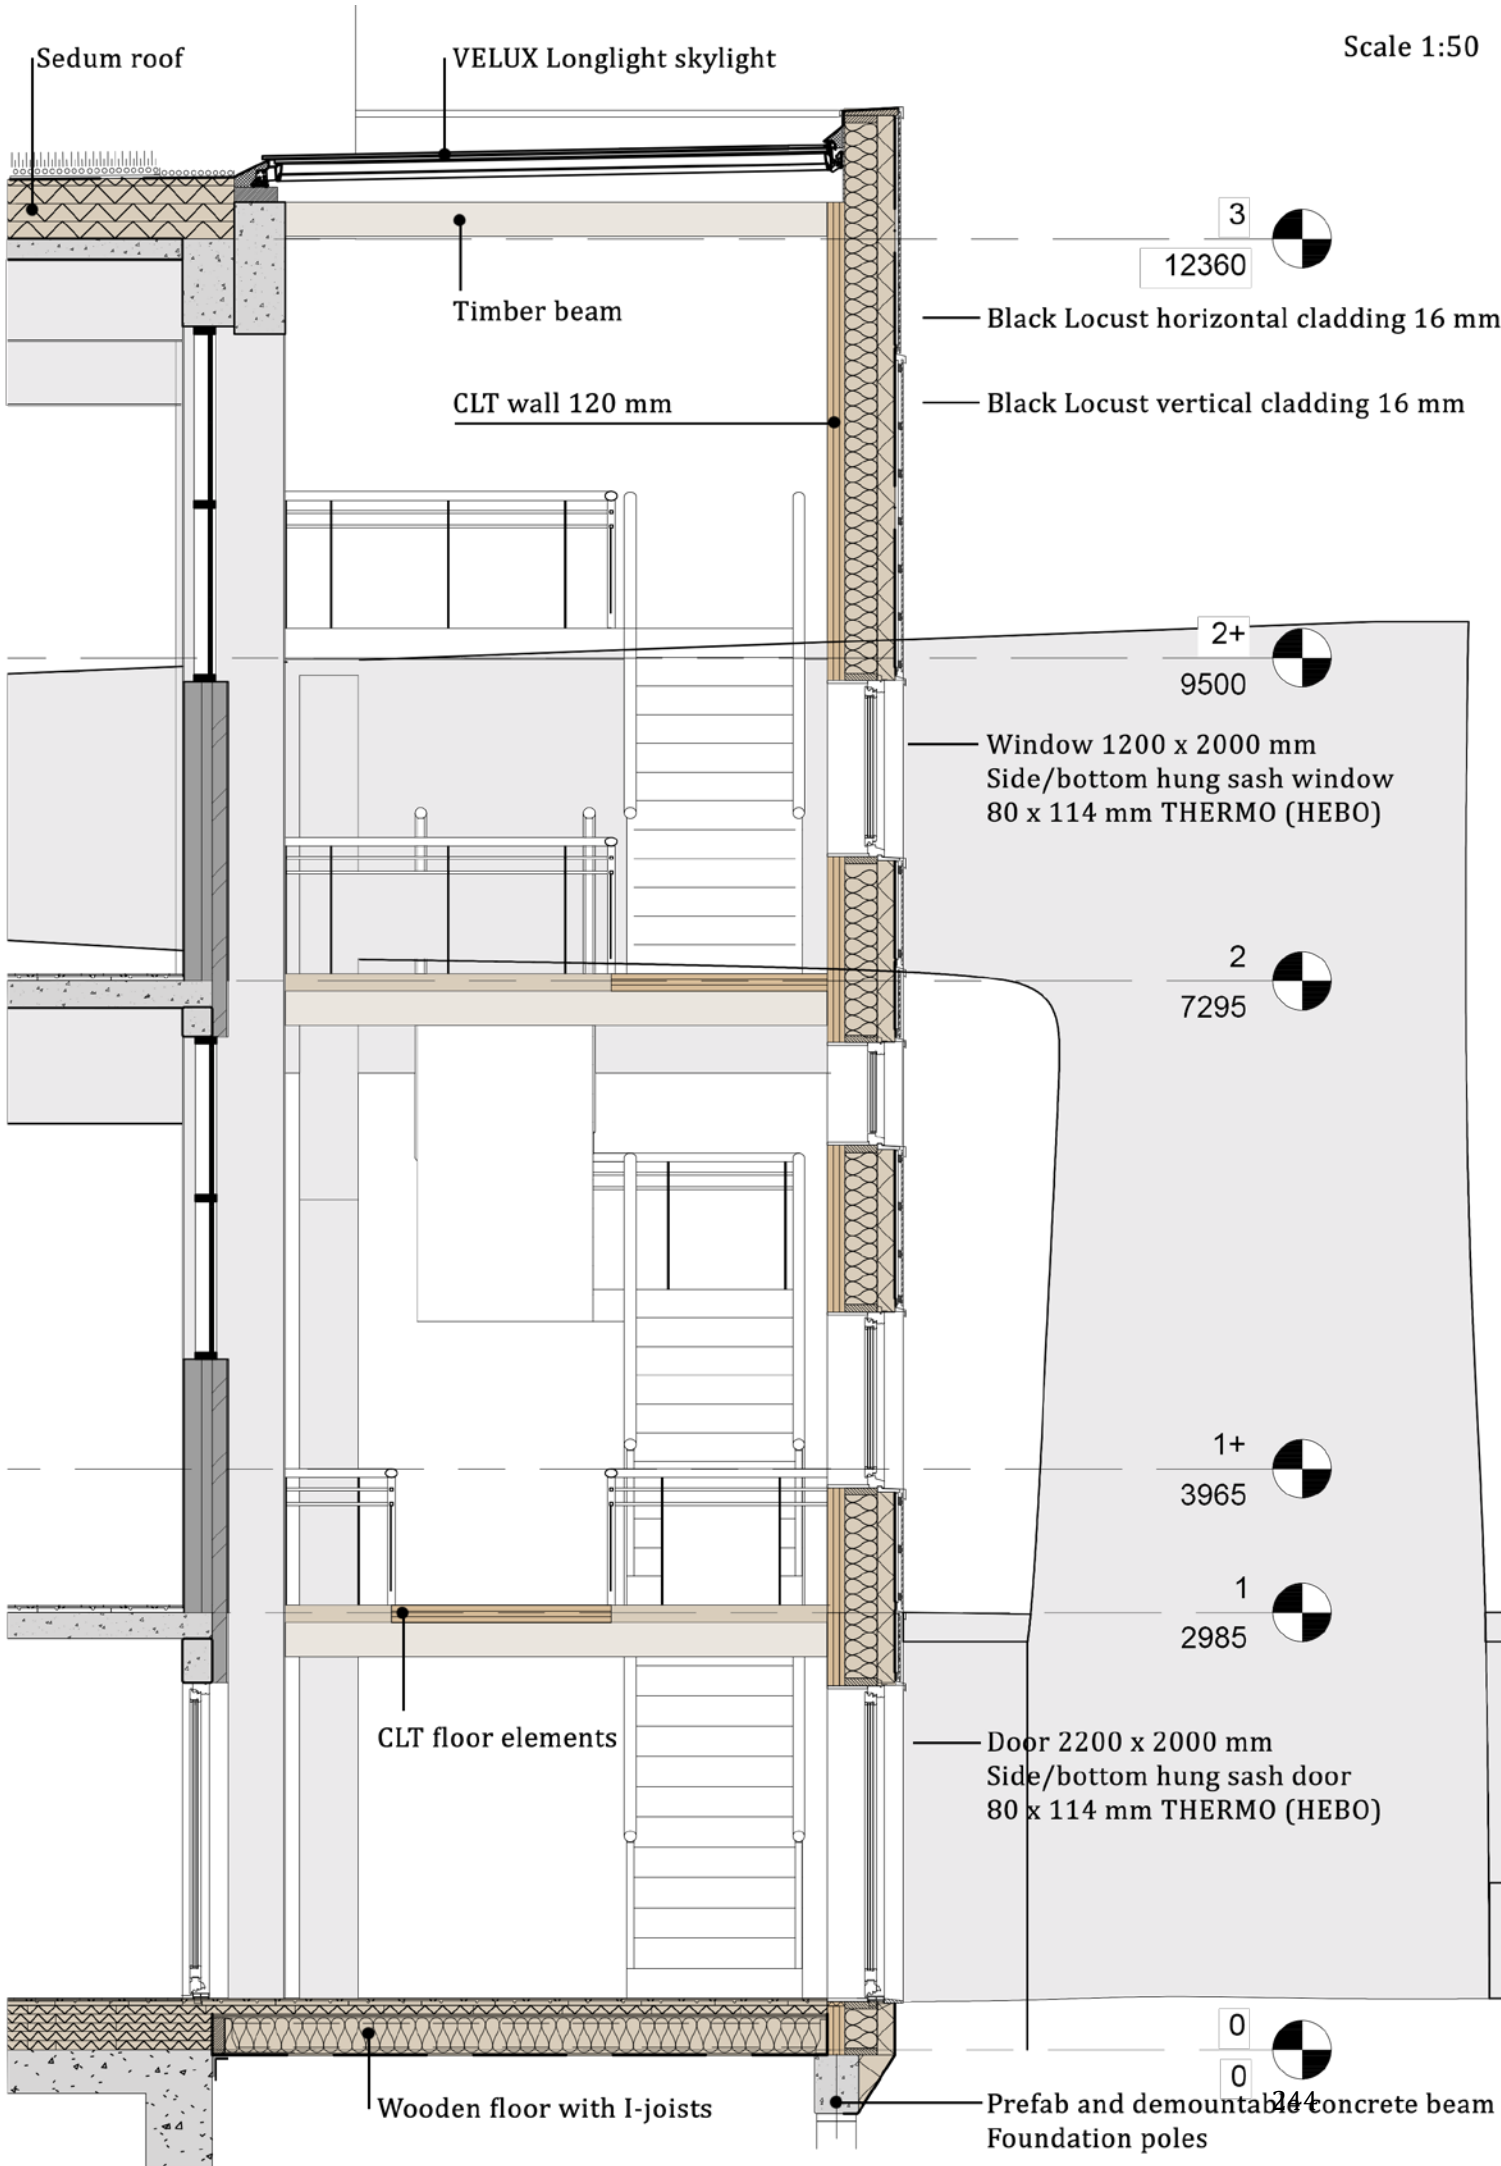 Sedum roof
VELUX Longlight skylight
Scale 1:50
3
12360
Timber beam
Black Locust horizontal cladding 16 mm
CLT wall 120 mm
Black Locust vertical cladding 16 mm
2+
9500
Window 1200 x 2000 mm
Side/bottom hung sash window
80 x 114 mm THERMO (HEBO)
2
7295
1+
3965
1
2985
CLT floor elements
Door 2200 x 2000 mm
Side/bottom hung sash door
80 x 114 mm THERMO (HEBO)
0
0
244
Wooden floor with I-joists
Prefab and demountable concrete beam
Foundation poles